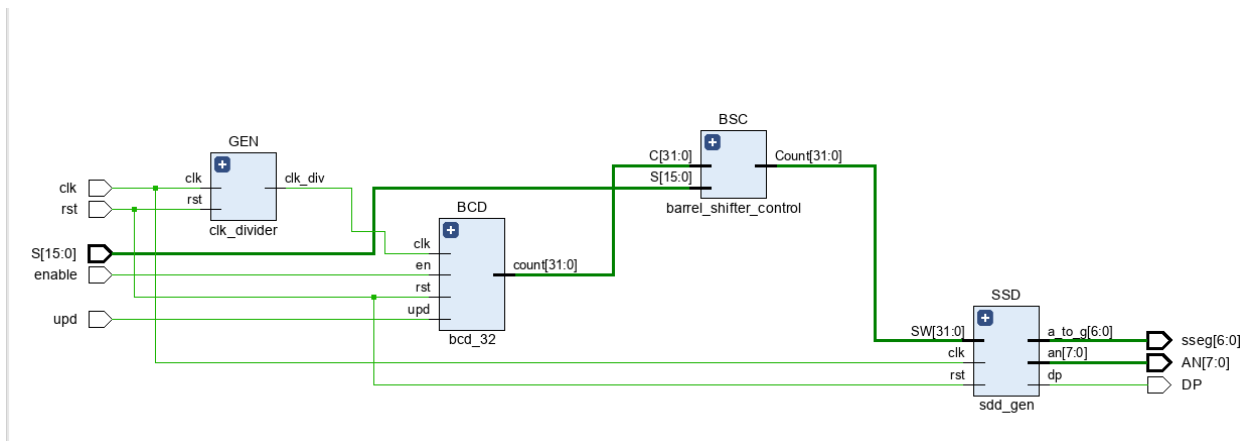 BSC
C[31:0]
Count[31:0]
S[15:0]
barrel_shifter_control
GEN
clk
clk
clk_div
rst
rst
clk_divider
BCD
S[15:0]
clk
enable
en
count[31:0]
rst
upd
upd
bcd_32
SSD
SW[31:0]
a_to_g[6:0]
sseg[6:0]
clk
an[7:0]
AN[7:0]
rst
dp
DP
sdd_gen